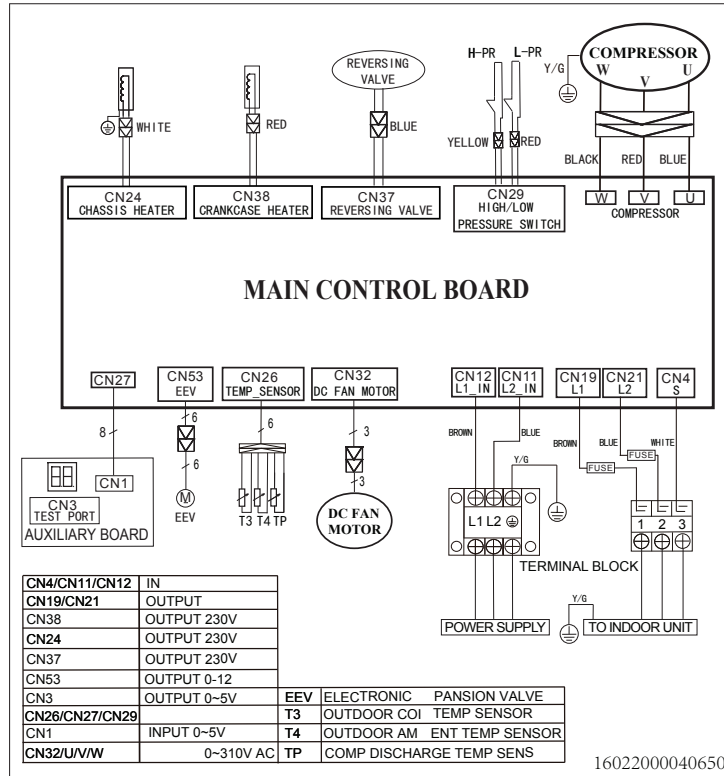 REVERSING
VALVE
H-PR L-PR
Y/G
COMPRESSOR
W U
V
WHITE
RED
BLUE
YELLOW RED
BLACK RED BLUE
CN24
CHASSIS HEATER
CN38
CRANKCASE HEATER
CN37
REVERSING VALVE
CN29
HIGH/LOW
PRESSURE SWITCH
W V U
COMPRESSOR
MAIN CONTROL BOARD
CN27
CN53
EEV
CN26
TEMP_SENSOR
CN32
DC FAN MOTOR
CN12
L1_IN
CN11
L2_IN
CN19
L1
CN21
L2
CN4
S
8
6
6
3
BROWN
BLUE
BROWN
BLUE
WHITE
6
3
Y/G
FUSE
FUSE
CN1
CN3
TEST PORT
AUXILIARY BOARD
M
EEV
T3 T4 TP
DC FAN
MOTOR
L1 L2
1 2 3
TERMINAL BLOCK
Y/G
POWER SUPPLY
TO INDOOR UNIT
CN4/CN11/CN12 IN
CN19/CN21 OUTPUT
CN38 OUTPUT 230V
CN24 OUTPUT 230V
CN37 OUTPUT 230V
CN53 OUTPUT 0-12
CN3 OUTPUT 0~5V
CN26/CN27/CN29
CN1 INPUT 0~5V
CN32/U/V/W 0~310V AC
EEV ELECTRONIC PANSION VALVE
T3 OUTDOOR COI TEMP SENSOR
T4 OUTDOOR AM ENT TEMP SENSOR
TP COMP DISCHARGE TEMP SENS
16022000040650